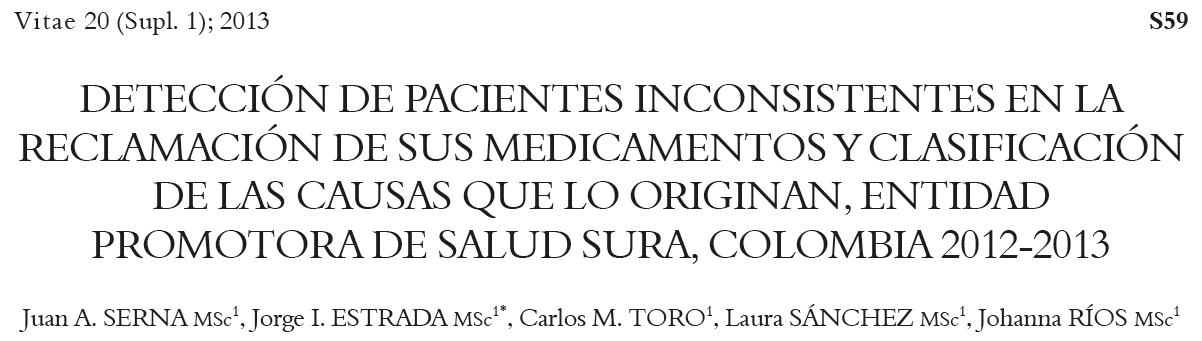 Vitae 20 (Supl. 1); 2013 S59
DETECCIÓN DE PACIENTES INCONSISTENTES EN LA
RECLAMACIÓN DE SUS MEDICAMENTOS Y CLASIFICACIÓN
DE LAS CAUSAS QUE LO ORIGINAN, ENTIDAD
PROMOTORA DE SALUD SURA, COLOMBIA 2012-2013
Juan A. SERNA MSc1, Jorge I. ESTRADA MSc1*, Carlos M. TORO1, Laura SÁNCHEZ MSc1, Johanna RÍOS MSc1